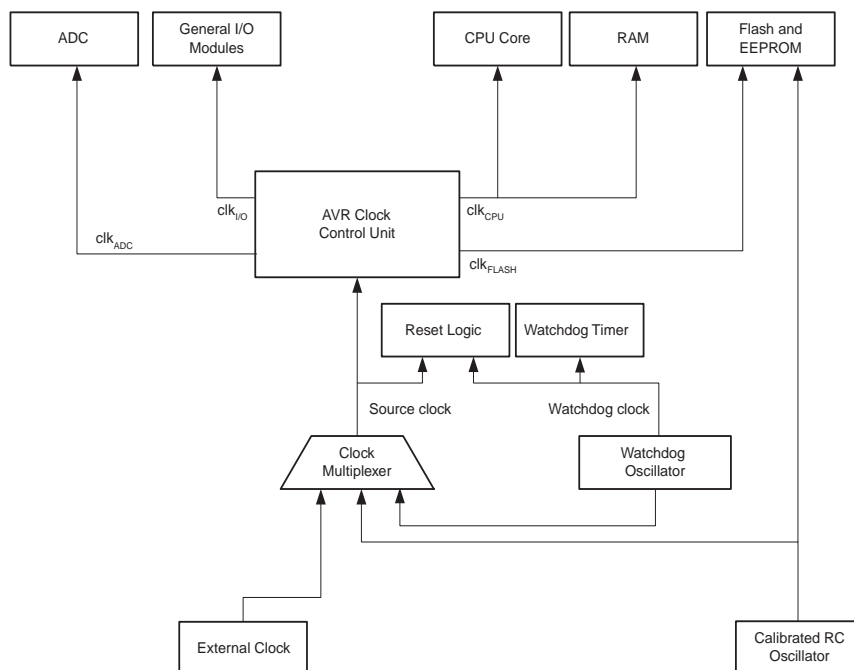 ADC
General I/O
Modules
CPU Core
RAM
Flash and
EEPROM
clkI/O
AVR Clock
Control Unit
clkCPU
clkADC
clkFLASH
Reset Logic
Watchdog Timer
Source clock
Watchdog clock
Clock
Multiplexer
Watchdog
Oscillator
External Clock
Calibrated RC
Oscillator